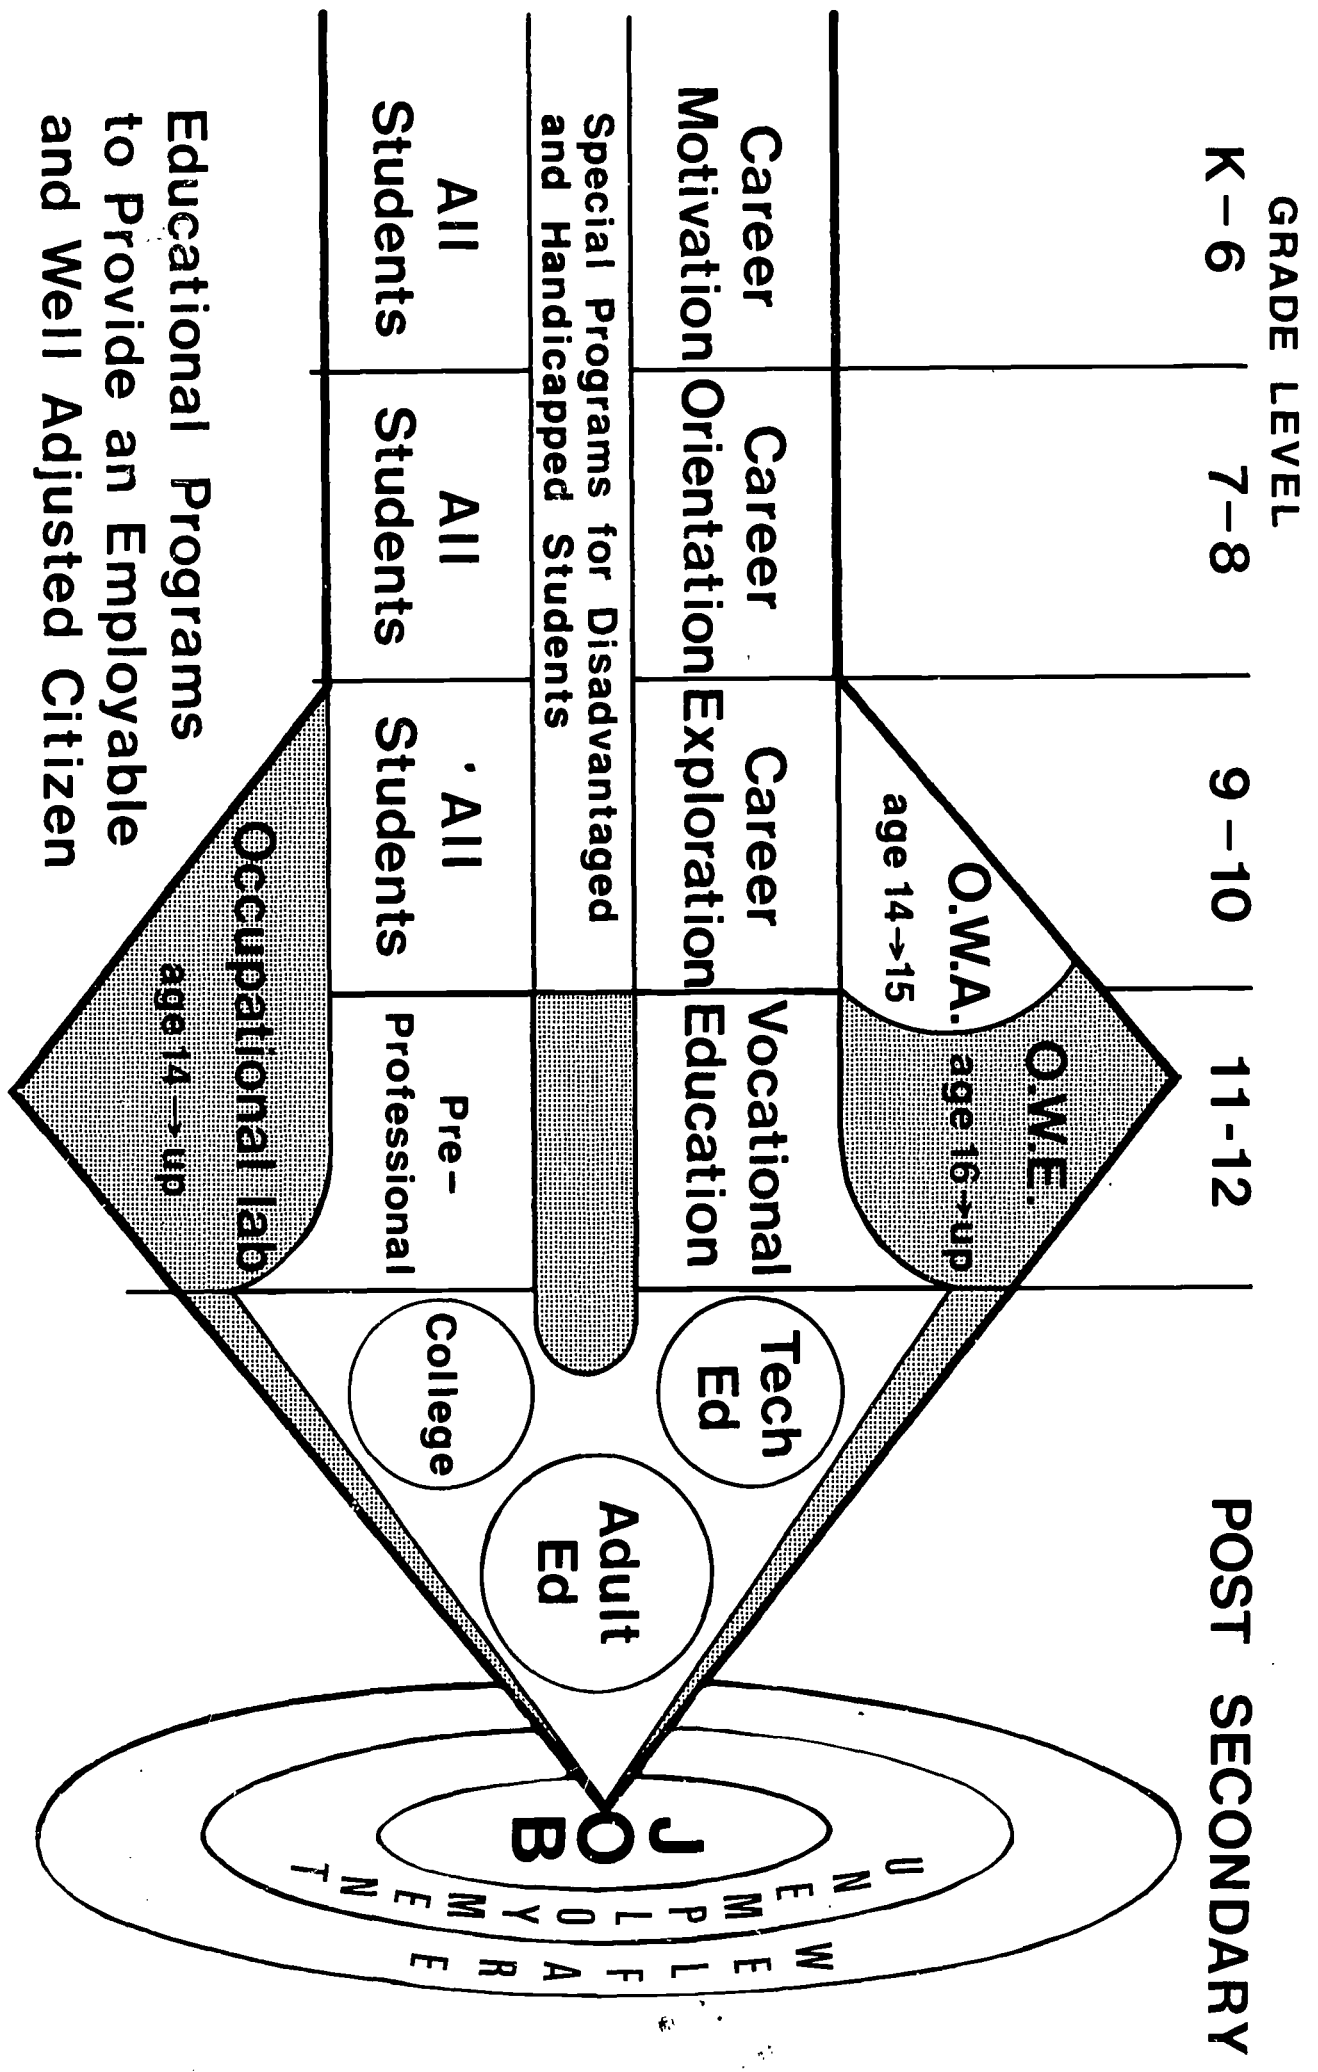 GRADE LEVEL
K-6
7-8
9-10
11-12
POST SECONDARY
O.W.A.
age 14→15
O.W.E.
age 16→up
Career
Motivation
Career
Orientation
Career
Exploration
Vocational
Education
Tech
Ed
Special Programs for Disadvantaged
and Handicapped Students
Adult
Ed
All
Students
All
Students
All
Students
Pre-
Professional
College
Occupational lab
age 14→up
JOB
UNEMPLOYMENT
WELFARE
Educational Programs
to Provide an Employable
and Well Adjusted Citizen